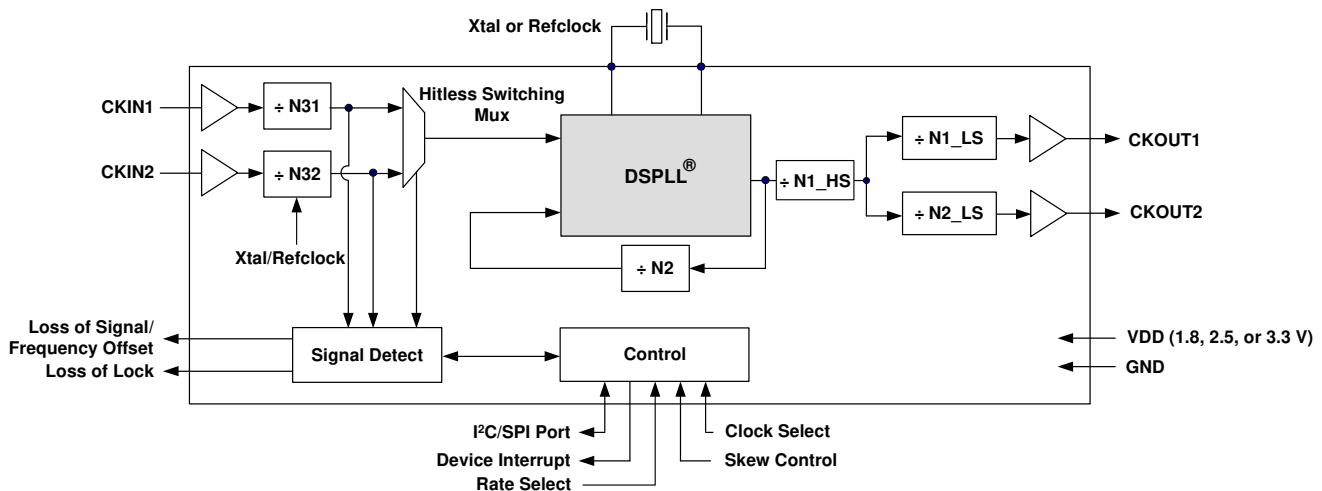 Xtal or Refclock
CKIN1
÷ N31
Hitless Switching
Mux
CKIN2
÷ N32
Xtal/Refclock
DSPLL®
÷ N1_HS
÷ N1_LS
CKOUT1
÷ N2_LS
CKOUT2
÷ N2
Loss of Signal/
Frequency Offset
Loss of Lock
Signal Detect
Control
VDD (1.8, 2.5, or 3.3 V)
GND
I²C/SPI Port
Device Interrupt
Rate Select
Clock Select
Skew Control